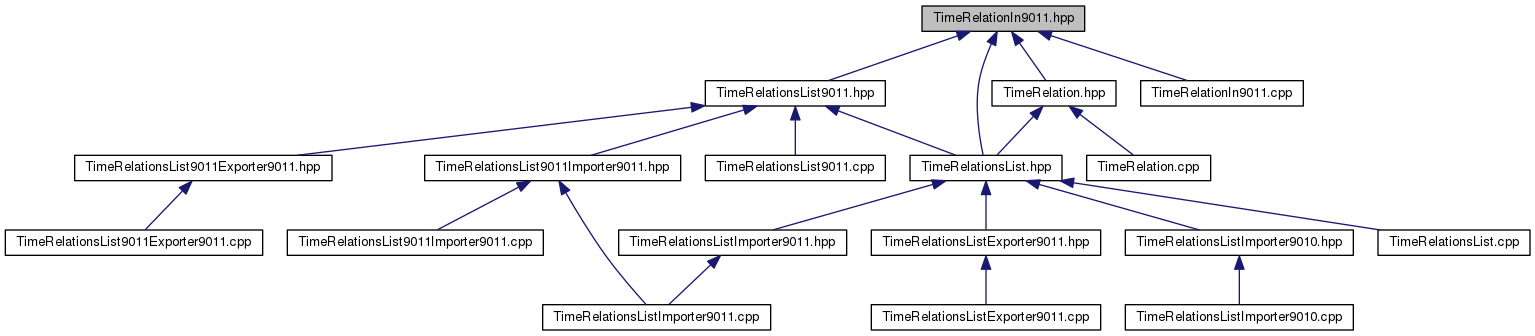 TimeRelationIn9011.hpp
TimeRelationsList9011.hpp
TimeRelation.hpp
TimeRelationIn9011.cpp
TimeRelationsList9011Exporter9011.hpp
TimeRelationsList9011Importer9011.hpp
TimeRelationsList9011.cpp
TimeRelationsList.hpp
TimeRelation.cpp
TimeRelationsList9011Exporter9011.cpp
TimeRelationsList9011Importer9011.cpp
TimeRelationsListImporter9011.hpp
TimeRelationsListExporter9011.hpp
TimeRelationsListImporter9010.hpp
TimeRelationsList.cpp
TimeRelationsListImporter9011.cpp
TimeRelationsListExporter9011.cpp
TimeRelationsListImporter9010.cpp